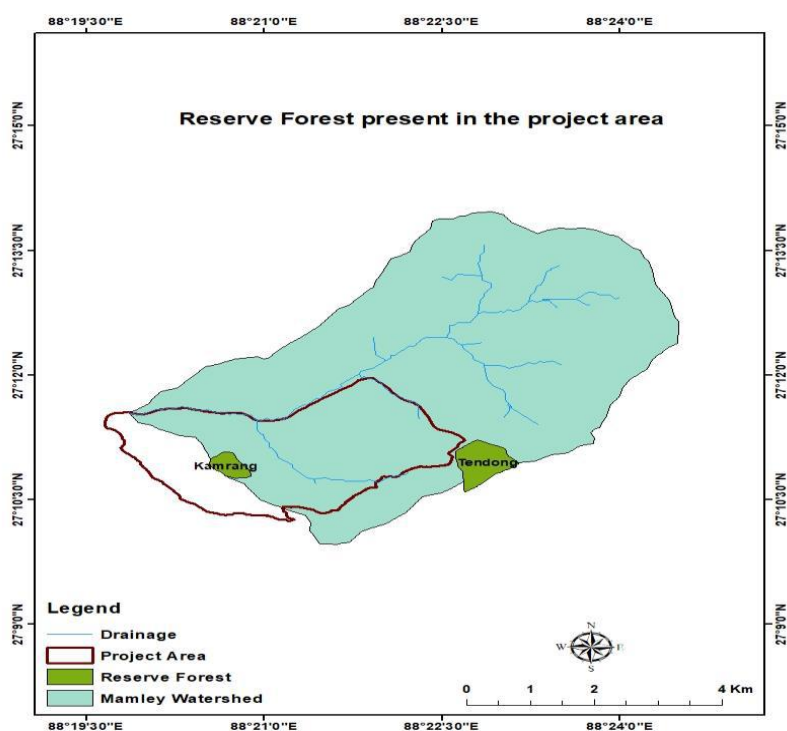 88°19'30"E 88°21'0"E 88°22'30"E 88°24'0"E
Reserve Forest present in the project area
27°15'0"N 27°15'0"N
27°13'30"N 27°13'30"N
27°12'0"N 27°12'0"N
Kamrang Tendong
27°10'30"N 27°10'30"N
Legend
Drainage
Project Area
Reserve Forest
Mamley Watershed
27°9'0"N 27°9'0"N
N
W E
S
0 1 2 4 Km
88°19'30"E 88°21'0"E 88°22'30"E 88°24'0"E